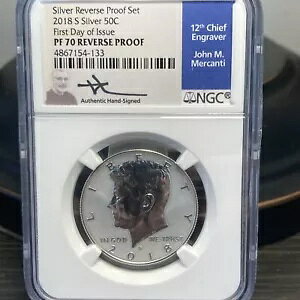 Silver Reverse Proof Set
2018 S Silver 50C
First Day of Issue
PF 70 REVERSE PROOF
4867154-133
Authentic Hand-Signed
12th Chief
Engraver
John M.
Mercanti
NGC
LIBERTY
IN GOD WE TRUST
2018